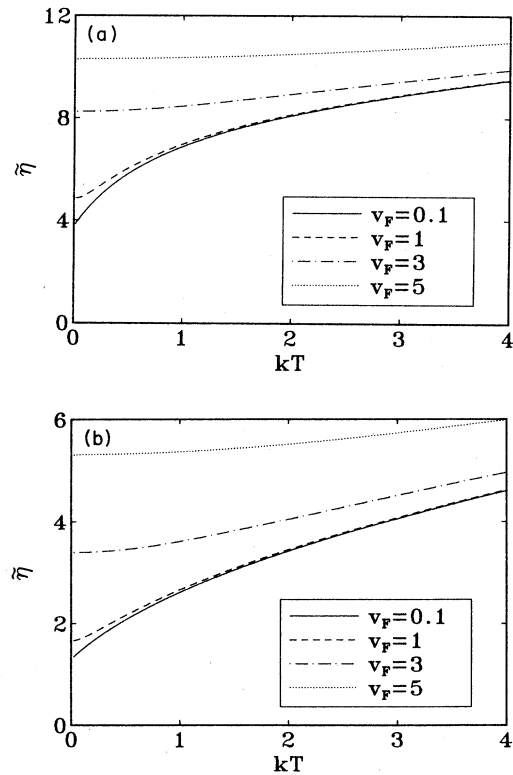 12
(a)
8
η̃
4
v_F=0.1
v_F=1
v_F=3
v_F=5
0
0 1 2 3 4
kT
6
(b)
4
η̃
2
v_F=0.1
v_F=1
v_F=3
v_F=5
0
0 1 2 3 4
kT